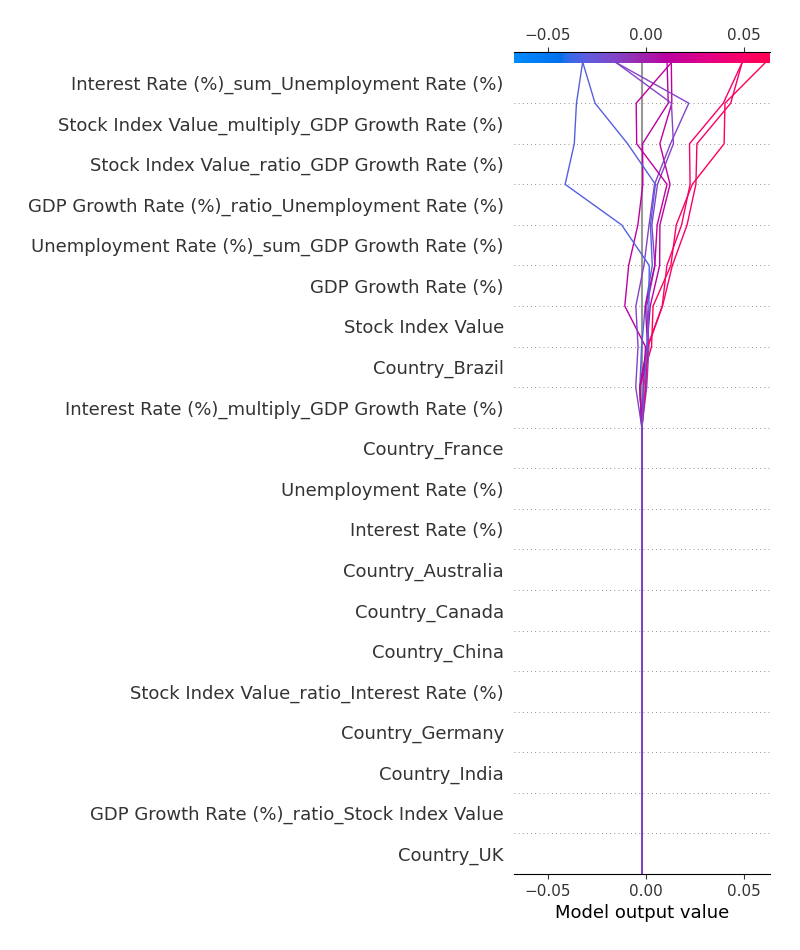 −0.05 0.00 0.05
Interest Rate (%)_sum_Unemployment Rate (%)
Stock Index Value_multiply_GDP Growth Rate (%)
Stock Index Value_ratio_GDP Growth Rate (%)
GDP Growth Rate (%)_ratio_Unemployment Rate (%)
Unemployment Rate (%)_sum_GDP Growth Rate (%)
GDP Growth Rate (%)
Stock Index Value
Country_Brazil
Interest Rate (%)_multiply_GDP Growth Rate (%)
Country_France
Unemployment Rate (%)
Interest Rate (%)
Country_Australia
Country_Canada
Country_China
Stock Index Value_ratio_Interest Rate (%)
Country_Germany
Country_India
GDP Growth Rate (%)_ratio_Stock Index Value
Country_UK
−0.05 0.00 0.05
Model output value